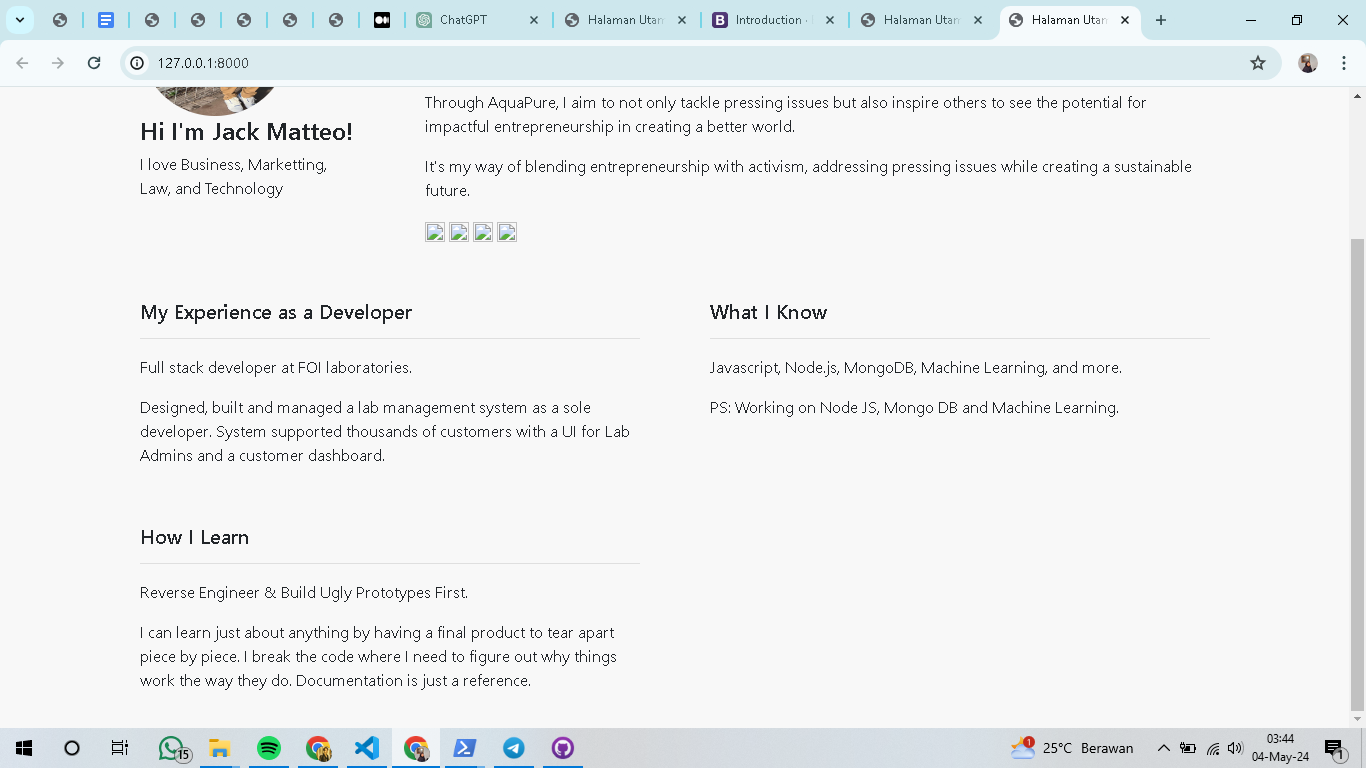 ChatGPT
Halaman Utam
Introduction ·
Halaman Utam
Halaman Utam
127.0.0.1:8000
Hi I'm Jack Matteo!
I love Business, Marketting,
Law, and Technology
Through AquaPure, I aim to not only tackle pressing issues but also inspire others to see the potential for
impactful entrepreneurship in creating a better world.
It's my way of blending entrepreneurship with activism, addressing pressing issues while creating a sustainable
future.
My Experience as a Developer
Full stack developer at FOI laboratories.
Designed, built and managed a lab management system as a sole
developer. System supported thousands of customers with a UI for Lab
Admins and a customer dashboard.
What I Know
Javascript, Node.js, MongoDB, Machine Learning, and more.
PS: Working on Node JS, Mongo DB and Machine Learning.
How I Learn
Reverse Engineer & Build Ugly Prototypes First.
I can learn just about anything by having a final product to tear apart
piece by piece. I break the code where I need to figure out why things
work the way they do. Documentation is just a reference.
15
1
25°C Berawan
03:44
04-May-24
1